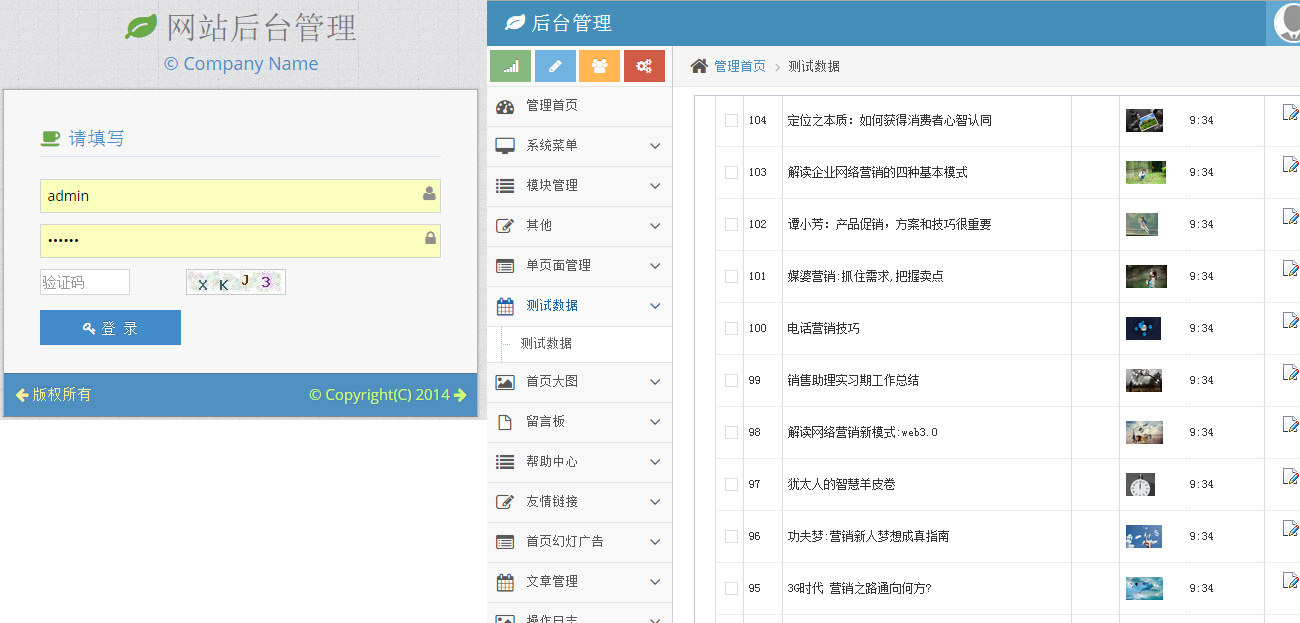 网站后台管理
© Company Name
请填写
admin
••••••
验证码
X K J 3
登 录
版权所有
© Copyright(C) 2014
后台管理
管理首页
系统菜单
模块管理
其他
单页面管理
测试数据
测试数据
首页大图
留言板
帮助中心
友情链接
首页幻灯广告
文章管理
操作日志
管理首页 > 测试数据
104 定位之本质：如何获得消费者心智认同 9:34
103 解读企业网络营销的四种基本模式 9:34
102 谭小芳：产品促销，方案和技巧很重要 9:34
101 媒婆营销:抓住需求,把握卖点 9:34
100 电话营销技巧 9:34
99 销售助理实习期工作总结 9:34
98 解读网络营销新模式:web3.0 9:34
97 犹太人的智慧羊皮卷 9:34
96 功夫梦:营销新人梦想成真指南 9:34
95 3G时代 营销之路通向何方? 9:34